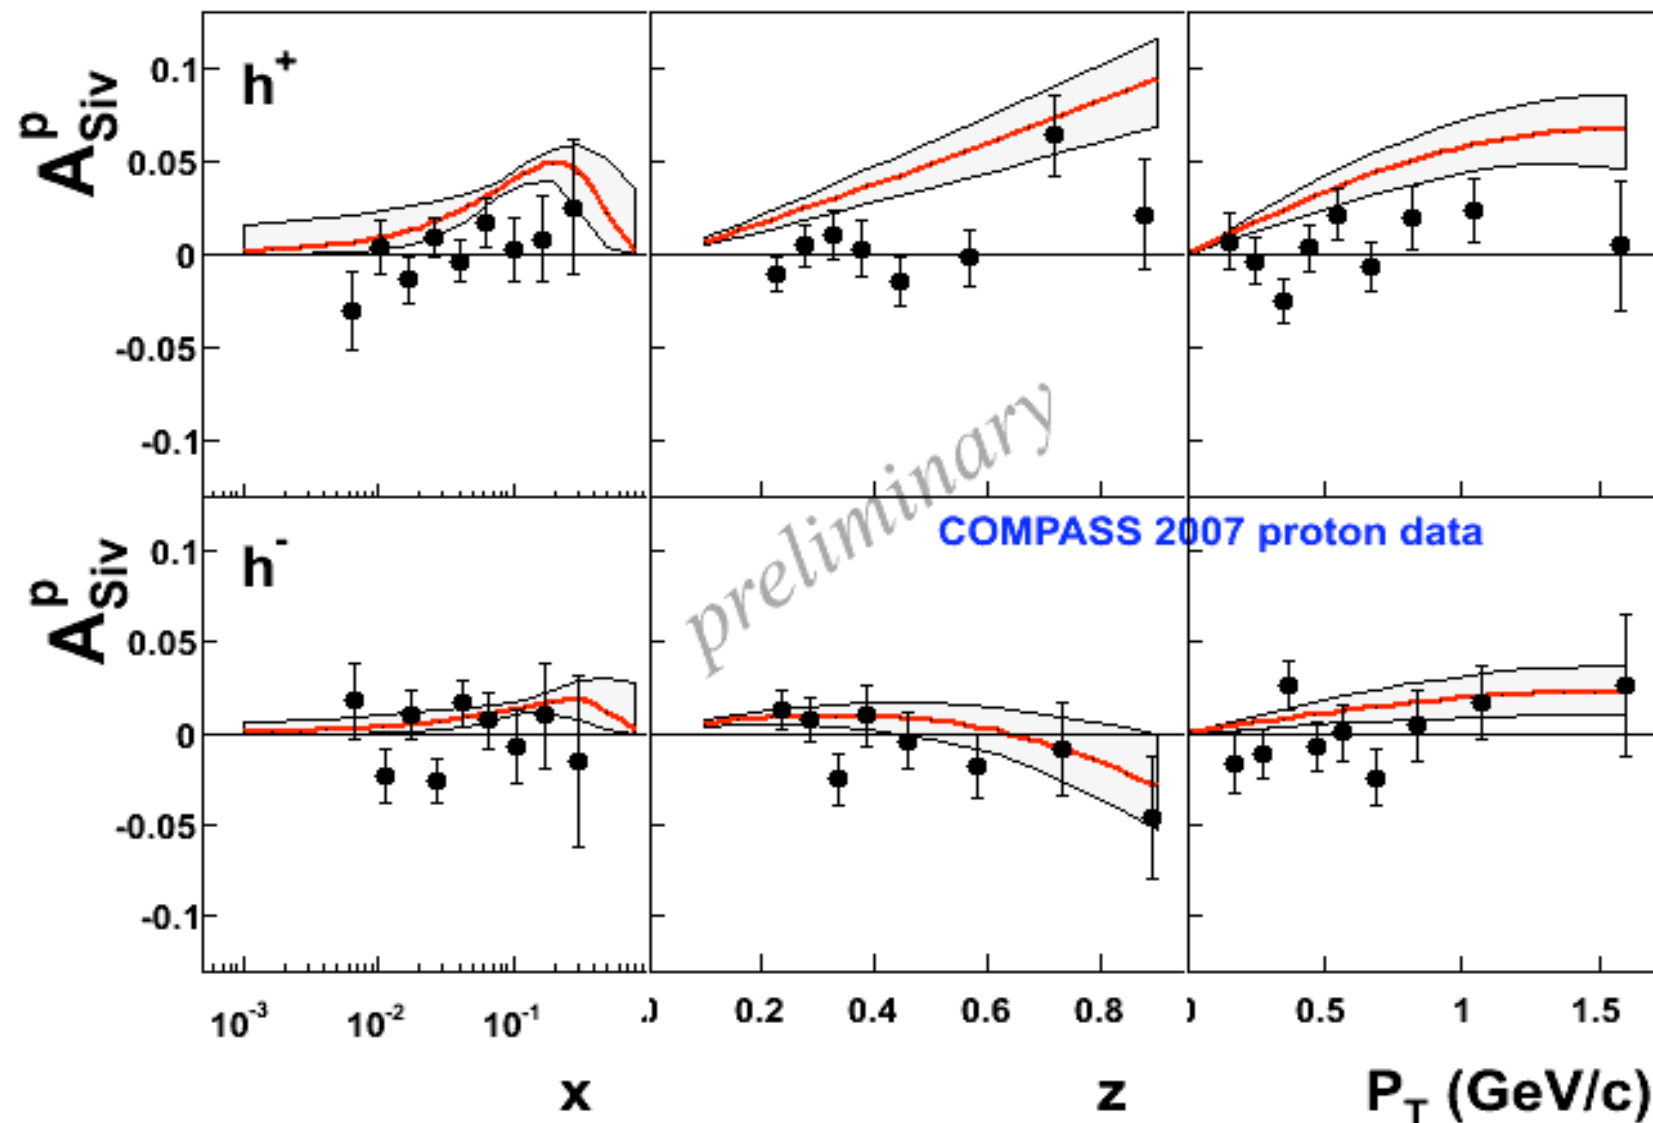 A^p_Siv
h^+
0.1
0.05
0
-0.05
-0.1
preliminary
COMPASS 2007 proton data
A^p_Siv
h^-
0.1
0.05
0
-0.05
-0.1
10^-3 10^-2 10^-1 0.2 0.4 0.6 0.8 0.5 1 1.5
x z P_T (GeV/c)